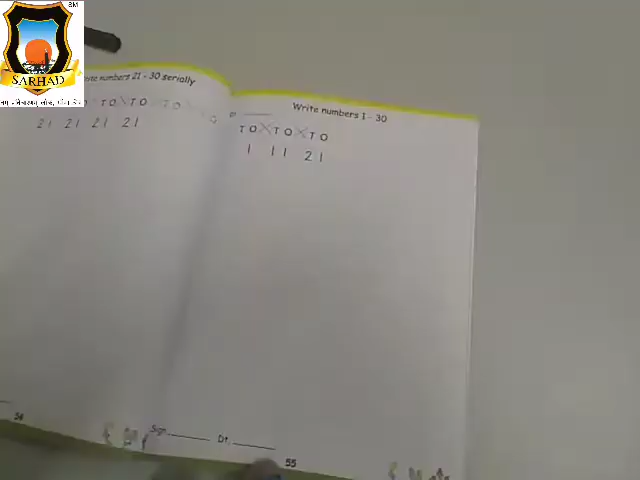 SM
SARHAD
Write numbers 21 - 30 serially
TO X TO TO
21 21 21 21
54
Write numbers 1 - 30
TO X TO X TO
1 11 21
Sign. Dt.
55